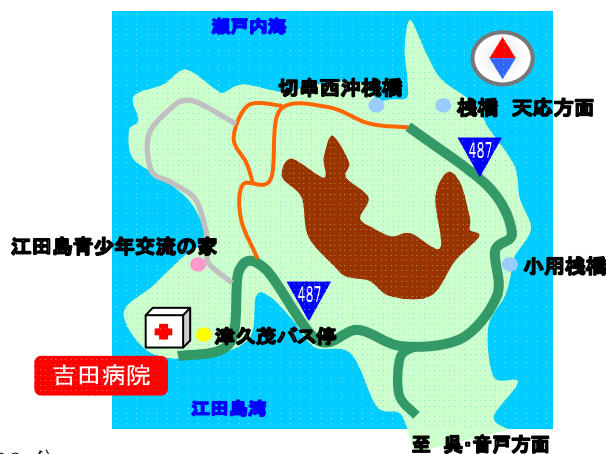 瀬戸内海
切串西沖桟橋
桟橋 天応方面
487
江田島青少年交流の家
小用桟橋
487
津久茂バス停
吉田病院
江田島湾
至 呉・音戸方面